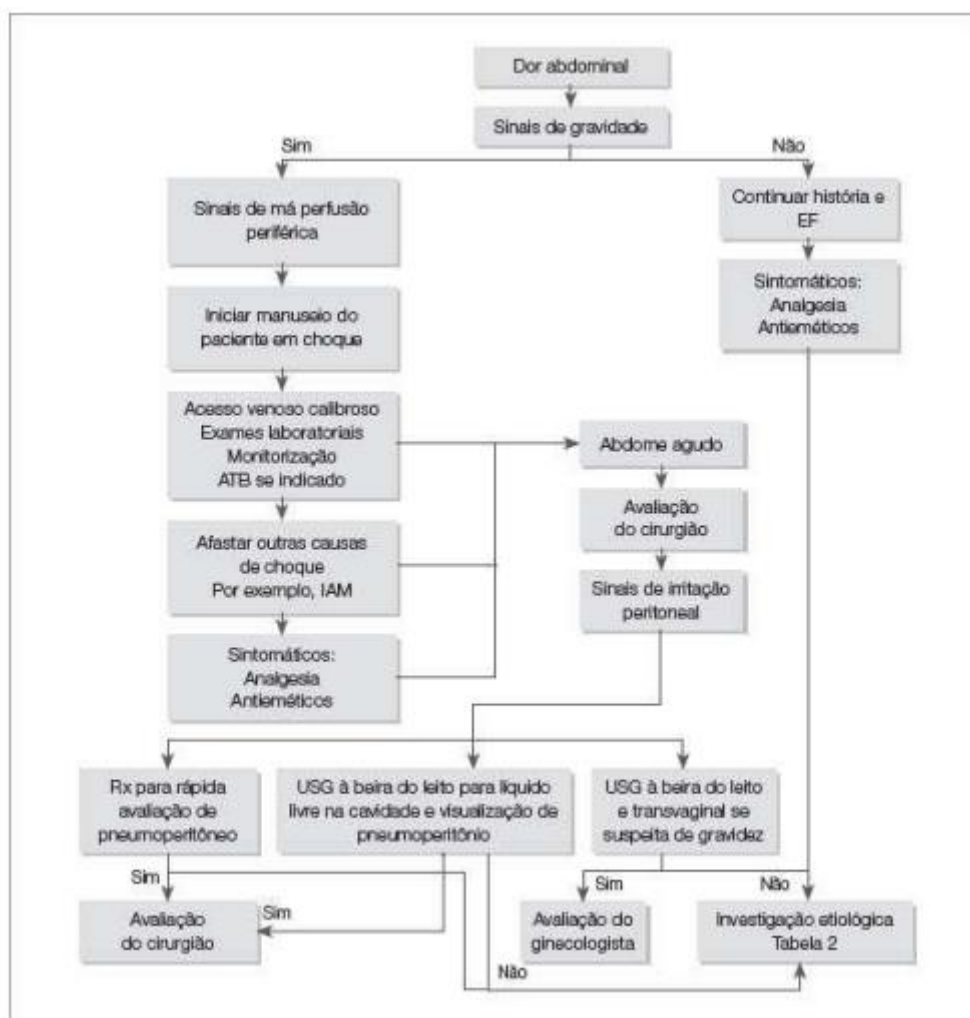 Dor abdominal
Sinais de gravidade
Sim
Não
Sinais de má perfusão
periférica
Continuar história e
EF
Iniciar manuseio do
paciente em choque
Sintomáticos:
Analgesia
Antieméticos
Acesso venoso calibroso
Exames laboratoriais
Monitorização
ATB se indicado
Abdome agudo
Avaliação
do cirurgião
Afastar outras causas
de choque
Por exemplo, IAM
Sinais de irritação
peritoneal
Sintomáticos:
Analgesia
Antieméticos
Rx para rápida
avaliação de
pneumoperitôneo
USG à beira do leito para líquido
livre na cavidade e visualização de
pneumoperitônio
USG à beira do leito
e transvaginal se
suspeita de gravidez
Sim
Sim
Sim
Não
Avaliação
do cirurgião
Avaliação do
ginecologista
Investigação etiológica
Tabela 2
Não